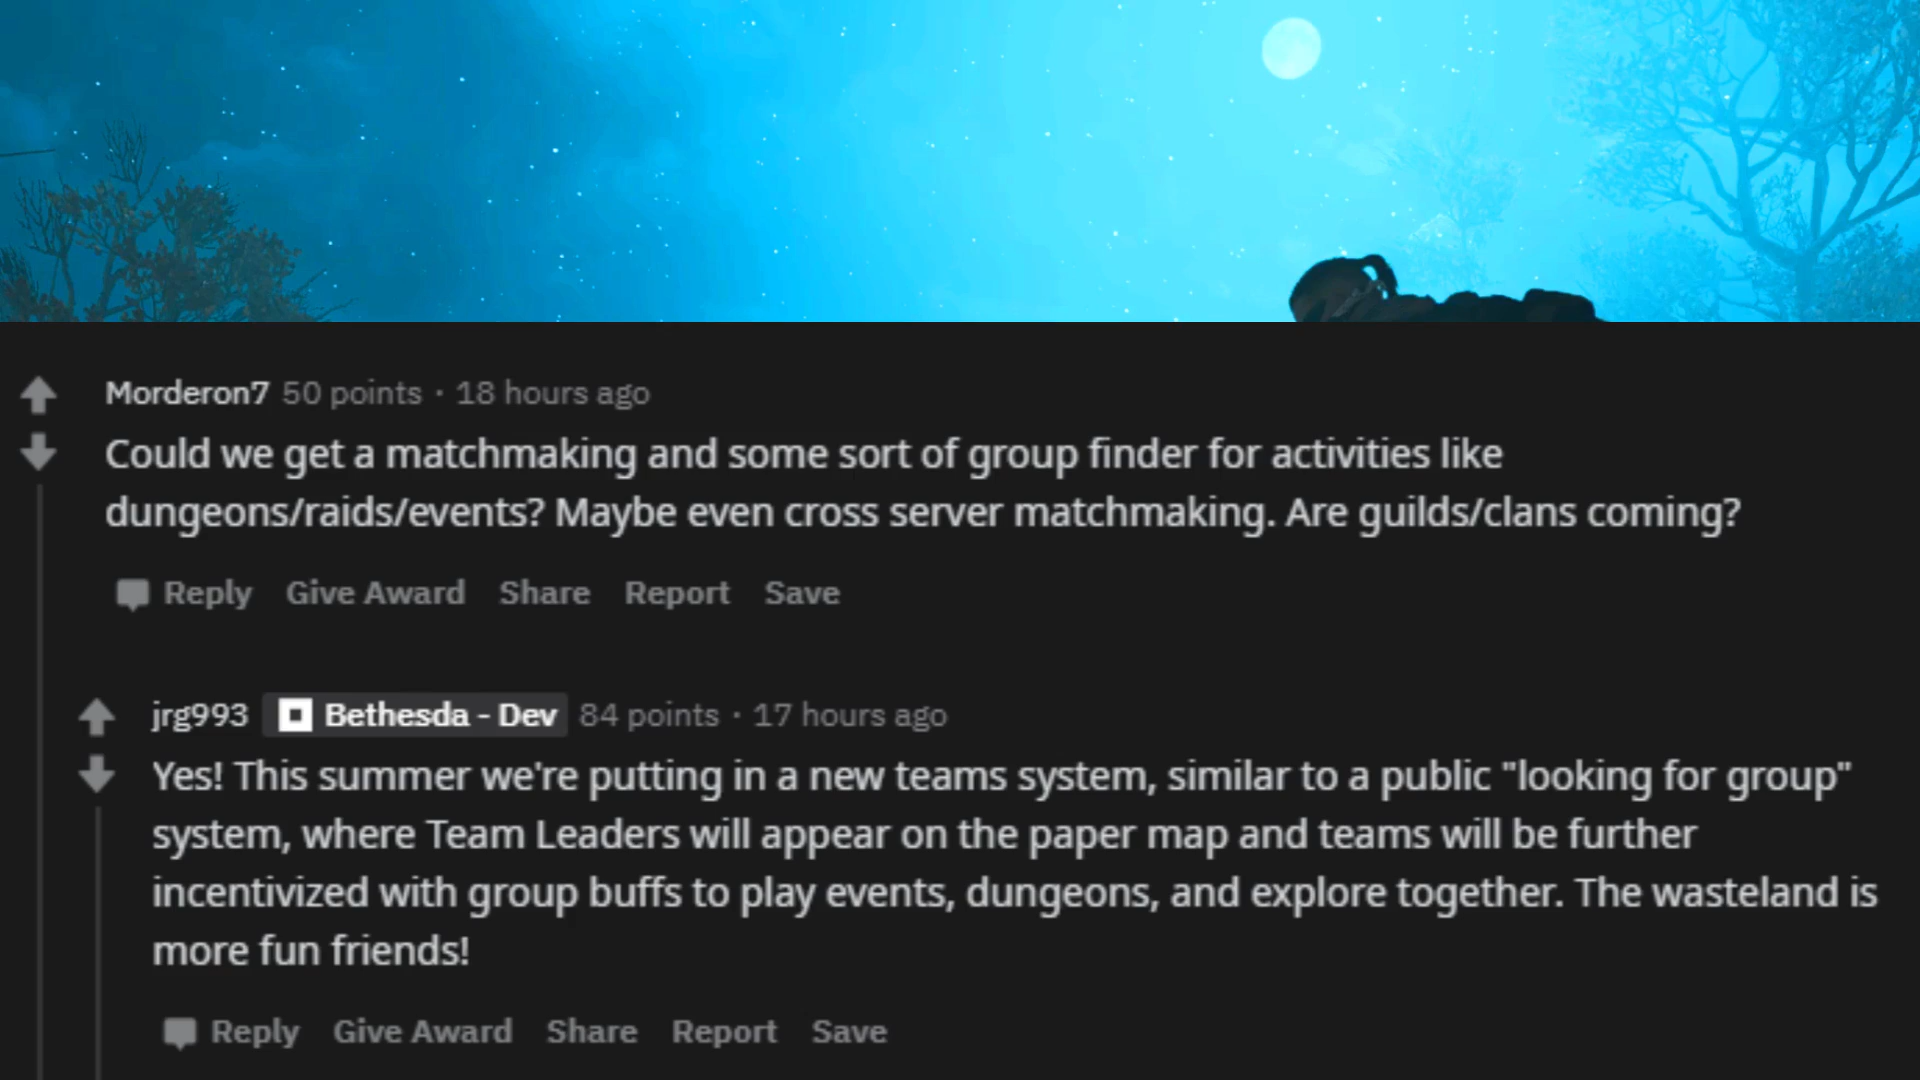 Morderon7 50 points · 18 hours ago
Could we get a matchmaking and some sort of group finder for activities like
dungeons/raids/events? Maybe even cross server matchmaking. Are guilds/clans coming?
Reply Give Award Share Report Save
jrg993 Bethesda - Dev 84 points · 17 hours ago
Yes! This summer we're putting in a new teams system, similar to a public "looking for group"
system, where Team Leaders will appear on the paper map and teams will be further
incentivized with group buffs to play events, dungeons, and explore together. The wasteland is
more fun friends!
Reply Give Award Share Report Save